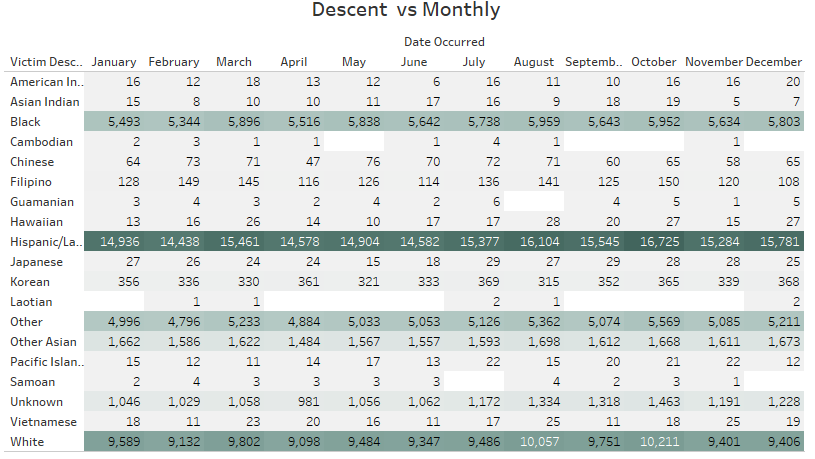 Descent vs Monthly
Date Occurred
Victim Desc.. January February March April May June July August Septemb.. October November December
American In.. 16 12 18 13 12 6 16 11 10 16 16 20
Asian Indian 15 8 10 10 11 17 16 9 18 19 5 7
Black 5,493 5,344 5,896 5,516 5,838 5,642 5,738 5,959 5,643 5,952 5,634 5,803
Cambodian 2 3 1 1 1 4 1 1
Chinese 64 73 71 47 76 70 72 71 60 65 58 65
Filipino 128 149 145 116 126 114 136 141 125 150 120 108
Guamanian 3 4 3 2 4 2 6 4 5 1 5
Hawaiian 13 16 26 14 10 17 17 28 20 27 15 27
Hispanic/La.. 14,936 14,438 15,461 14,578 14,904 14,582 15,377 16,104 15,545 16,725 15,284 15,781
Japanese 27 26 24 24 15 18 29 27 29 28 28 25
Korean 356 336 330 361 321 333 369 315 352 365 339 368
Laotian 1 1 2 1 2
Other 4,996 4,796 5,233 4,884 5,033 5,053 5,126 5,362 5,074 5,569 5,085 5,211
Other Asian 1,662 1,586 1,622 1,484 1,567 1,557 1,593 1,698 1,612 1,668 1,611 1,673
Pacific Islan.. 15 12 11 14 17 13 22 15 20 21 22 12
Samoan 2 4 3 3 3 3 4 2 3 1
Unknown 1,046 1,029 1,058 981 1,056 1,062 1,172 1,334 1,318 1,463 1,191 1,228
Vietnamese 18 11 23 20 16 11 17 25 11 18 25 19
White 9,589 9,132 9,802 9,098 9,484 9,347 9,486 10,057 9,751 10,211 9,401 9,406